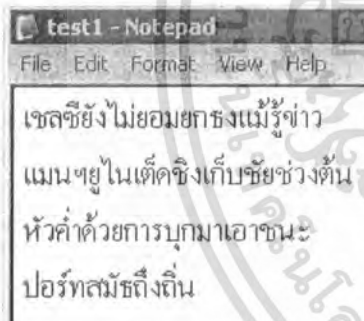 test1 - Notepad
File Edit Format View Help
เชลซียังไม่ยอมยกธงแม้รู้ข่าว
แมนฯยูไนเต็ดชิงเก็บชัยช่วงต้น
หัวค่ำด้วยการบุกมาเอาชนะ
ปอร์ทสมัธถึงถิ่น